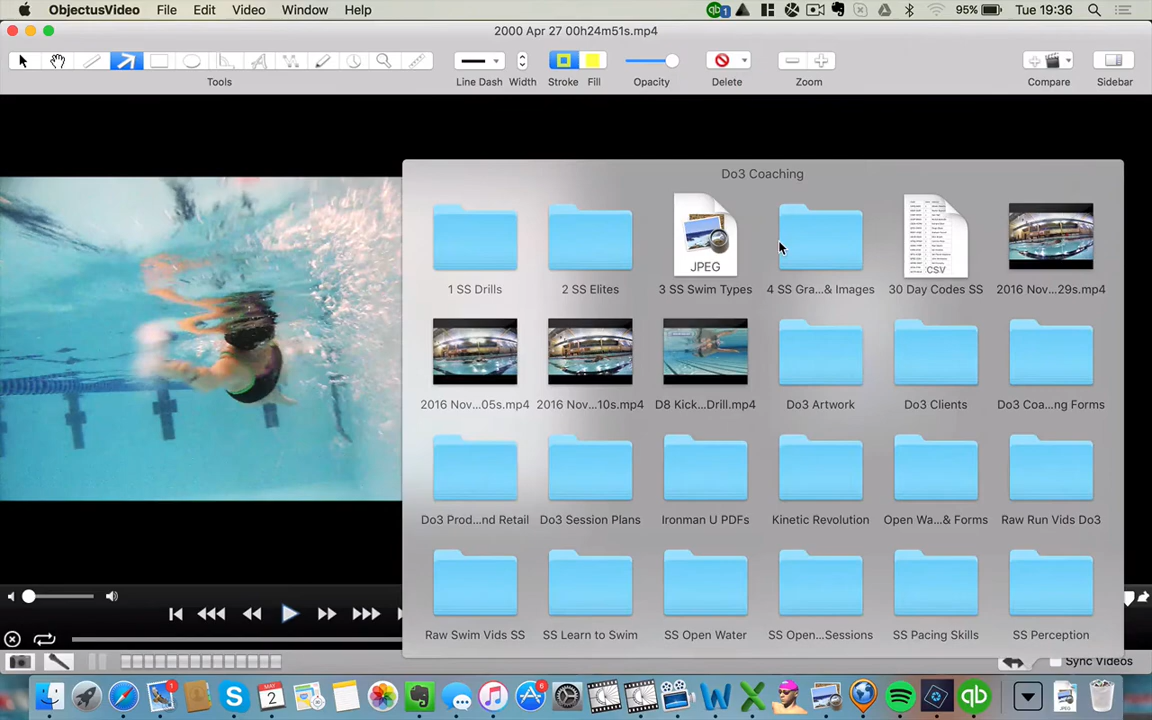 ObjectusVideo File Edit Video Window Help
1 95% Tue 19:36
2000 Apr 27 00h24m51s.mp4
Tools Line Dash Width Stroke Fill Opacity Delete Zoom Compare Sidebar
Do3 Coaching
JPEG CSV
1 SS Drills 2 SS Elites 3 SS Swim Types 4 SS Gra...& Images 30 Day Codes SS 2016 Nov...29s.mp4
2016 Nov...05s.mp4 2016 Nov...10s.mp4 D8 Kick...Drill.mp4 Do3 Artwork Do3 Clients Do3 Coa...ng Forms
Do3 Prod...nd Retail Do3 Session Plans Ironman U PDFs Kinetic Revolution Open Wa...& Forms Raw Run Vids Do3
Raw Swim Vids SS SS Learn to Swim SS Open Water SS Open...Sessions SS Pacing Skills SS Perception
Sync Videos